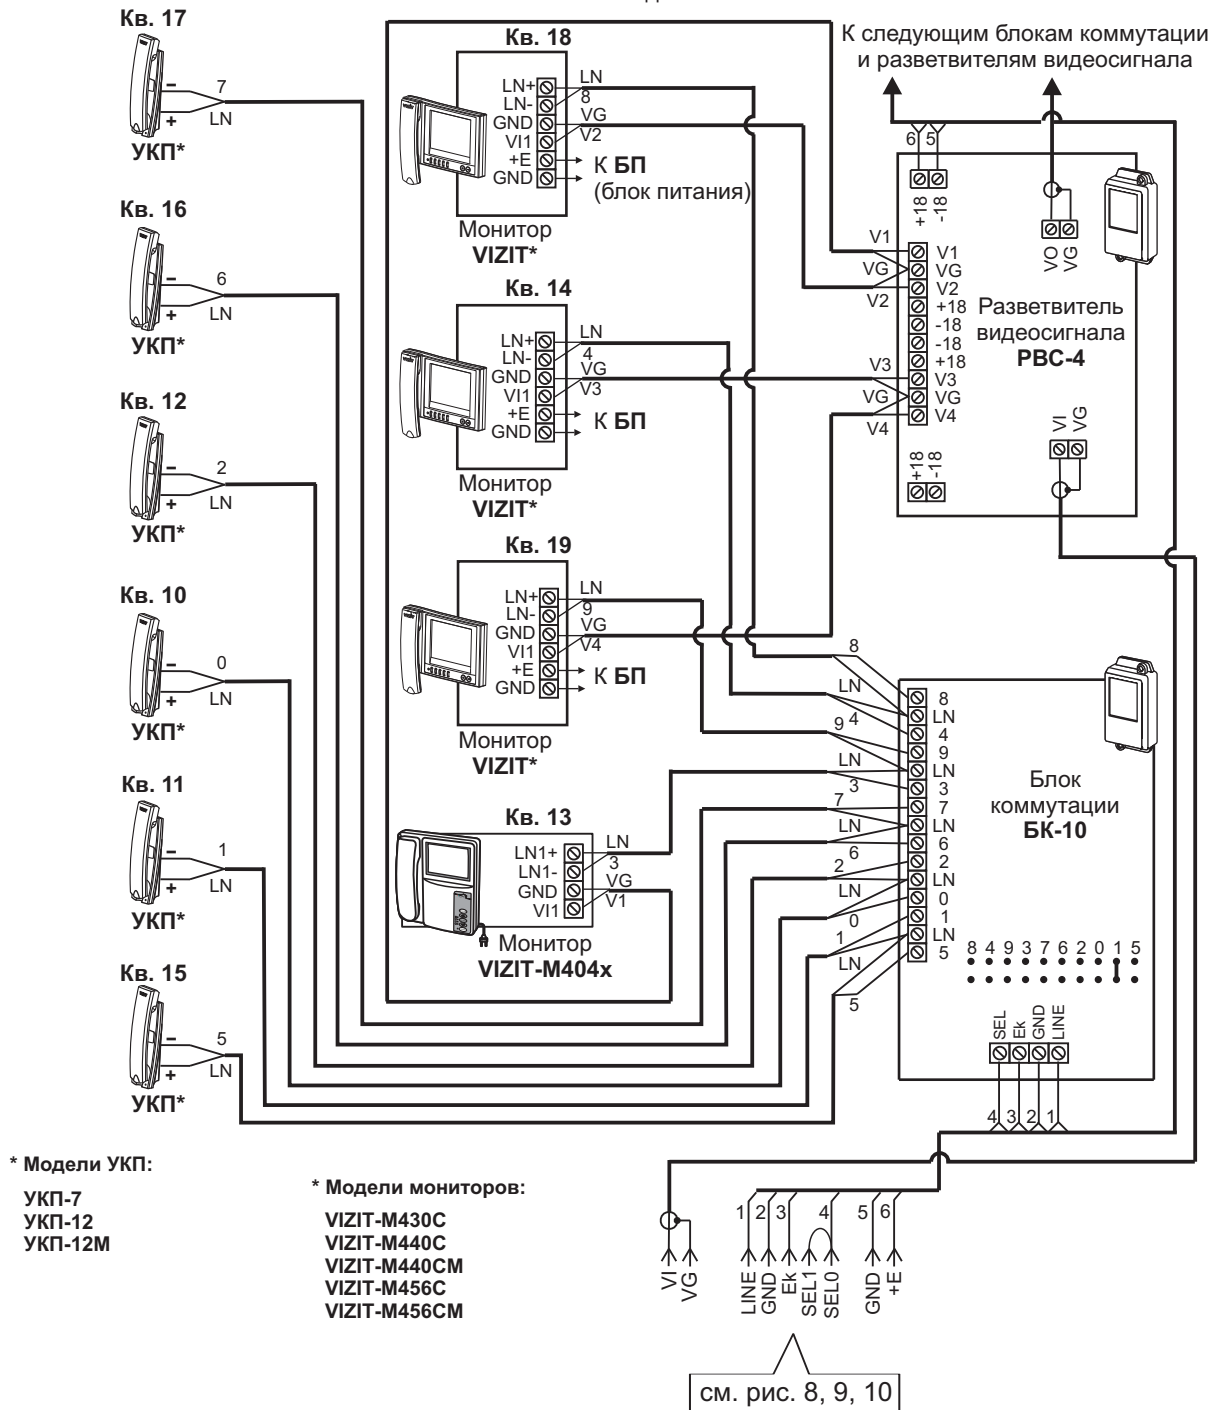 Кв. 17
–
7
+
LN
УКП*
Кв. 16
–
6
+
LN
УКП*
Кв. 12
–
2
+
LN
УКП*
Кв. 10
–
0
+
LN
УКП*
Кв. 11
–
1
+
LN
УКП*
Кв. 15
–
5
+
LN
УКП*
Кв. 18
LN+
LN-
GND
VI1
+E
GND
LN
8
VG
V2
К БП
(блок питания)
Монитор
VIZIT*
Кв. 14
LN+
LN-
GND
VI1
+E
GND
LN
4
VG
V3
К БП
Монитор
VIZIT*
Кв. 19
LN+
LN-
GND
VI1
+E
GND
LN
9
VG
V4
К БП
Монитор
VIZIT*
Кв. 13
LN1+
LN1-
GND
VI1
LN
3
VG
V1
Монитор
VIZIT-M404x
К следующим блокам коммутации
и разветвителям видеосигнала
6 5
+18
-18
VO
VG
V1
VG
V2
V3
VG
V4
V1
VG
V2
+18
-18
-18
+18
V3
VG
V4
Разветвитель
видеосигнала
РВС-4
VI
VG
+18
-18
8
LN
9 4
LN
3
7
LN
6
2
LN
0
1
LN
5
8
LN
4
9
LN
3
7
LN
6
2
LN
0
1
LN
5
Блок
коммутации
БК-10
8 4 9 3 7 6 2 0 1 5
SEL
Ek
GND
LINE
4 3 2 1
1 2 3 4 5 6
VI
VG
LINE
GND
Ek
SEL1
SEL0
GND
+E
см. рис. 8, 9, 10
* Модели УКП:
УКП-7
УКП-12
УКП-12М
* Модели мониторов:
VIZIT-M430C
VIZIT-M440C
VIZIT-M440CM
VIZIT-M456C
VIZIT-M456CM